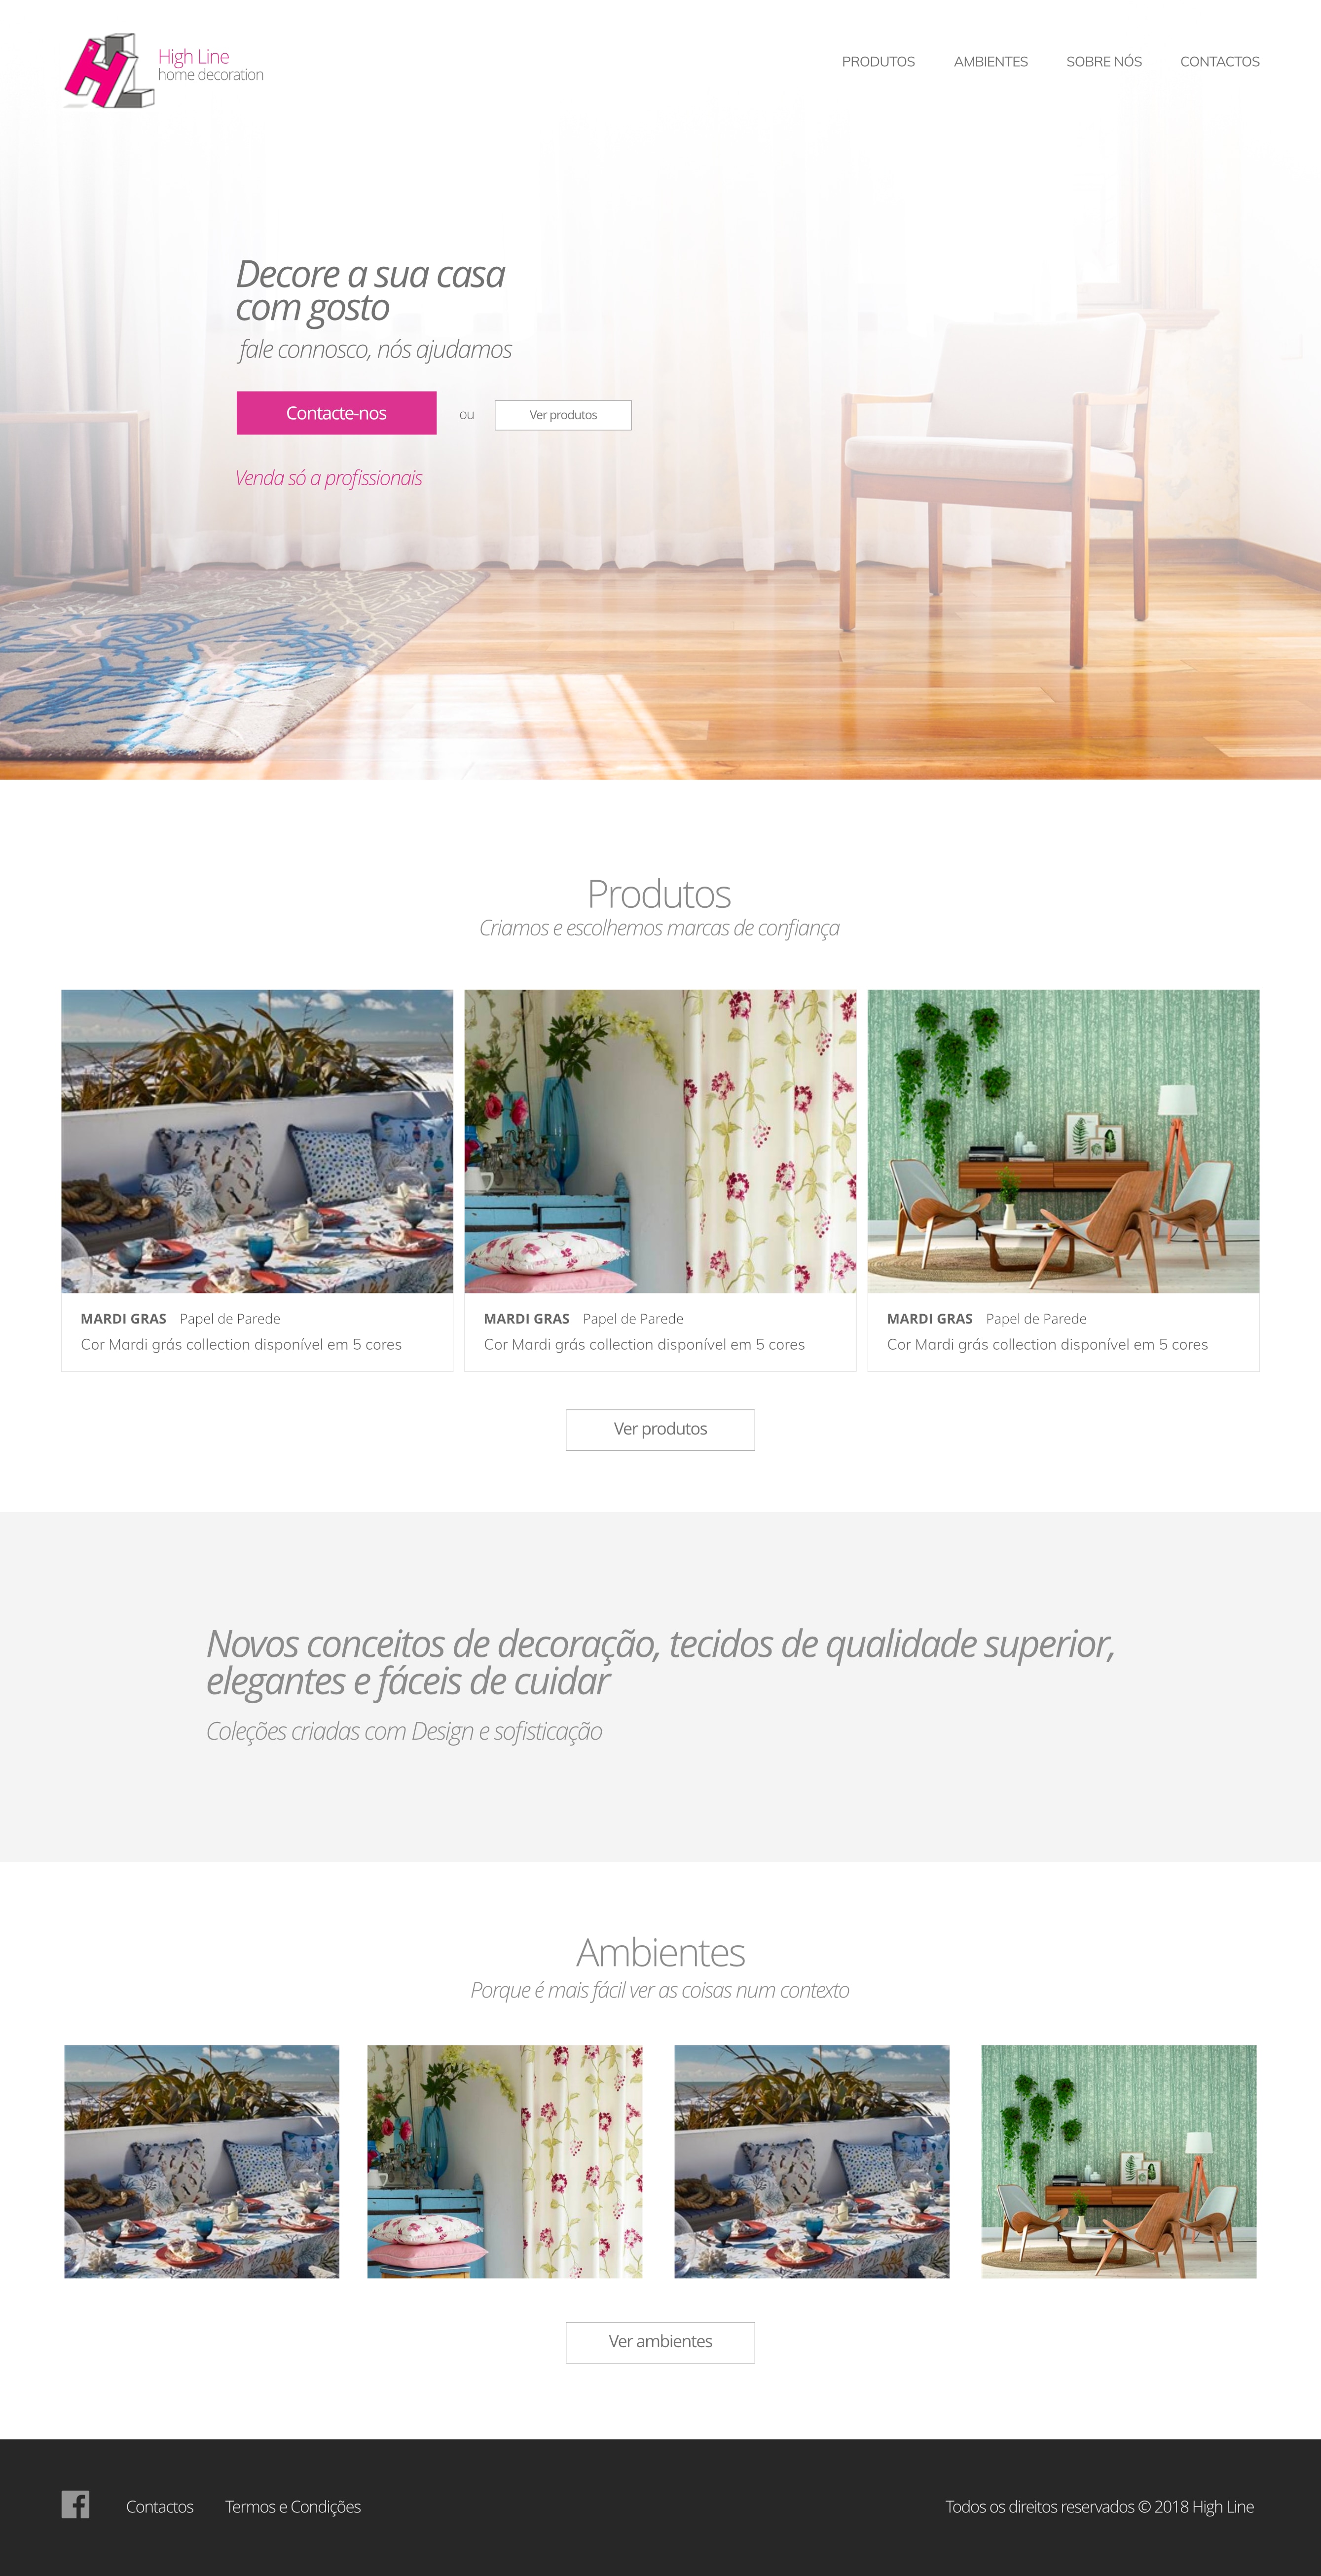 High Line
home decoration
PRODUTOS AMBIENTES SOBRE NÓS CONTACTOS
Decore a sua casa
com gosto
fale connosco, nós ajudamos
Contacte-nos ou Ver produtos
Venda só a profissionais
Produtos
Criamos e escolhemos marcas de confiança
MARDI GRAS Papel de Parede
Cor Mardi grás collection disponível em 5 cores
MARDI GRAS Papel de Parede
Cor Mardi grás collection disponível em 5 cores
MARDI GRAS Papel de Parede
Cor Mardi grás collection disponível em 5 cores
Ver produtos
Novos conceitos de decoração, tecidos de qualidade superior,
elegantes e fáceis de cuidar
Coleções criadas com Design e sofisticação
Ambientes
Porque é mais fácil ver as coisas num contexto
Ver ambientes
Contactos Termos e Condições Todos os direitos reservados © 2018 High Line